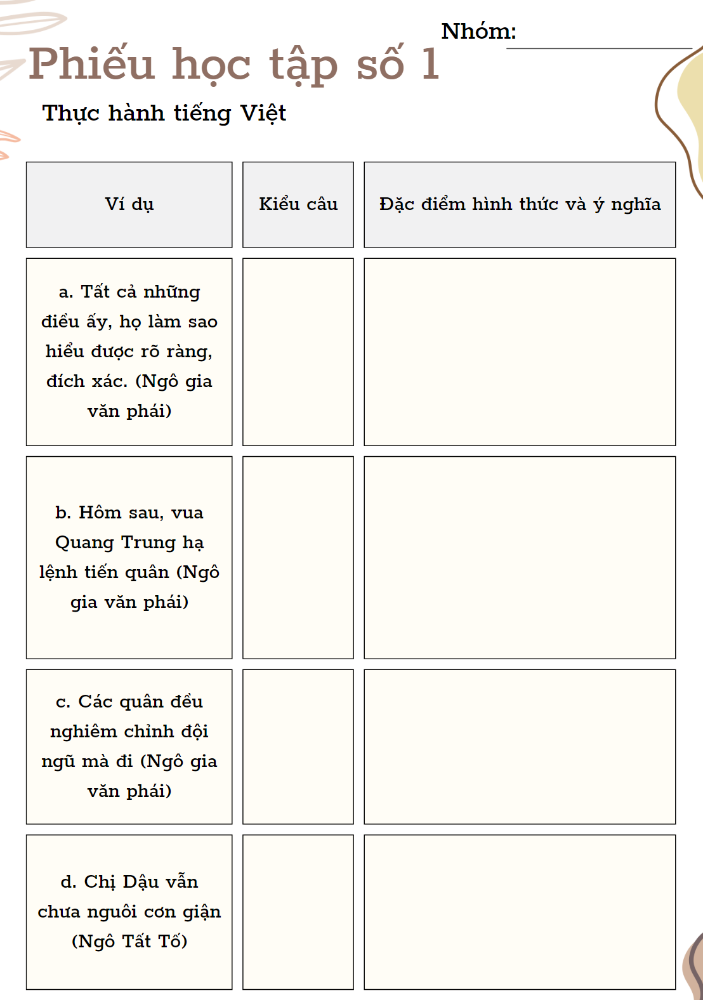 Nhóm:
Phiếu học tập số 1
Thực hành tiếng Việt
Ví dụ
Kiểu câu
Đặc điểm hình thức và ý nghĩa
a. Tất cả những
điều ấy, họ làm sao
hiểu được rõ ràng,
đích xác. (Ngô gia
văn phái)
b. Hôm sau, vua
Quang Trung hạ
lệnh tiến quân (Ngô
gia văn phái)
c. Các quân đều
nghiêm chỉnh đội
ngũ mà đi (Ngô gia
văn phái)
d. Chị Dậu vẫn
chưa nguôi cơn giận
(Ngô Tất Tố)